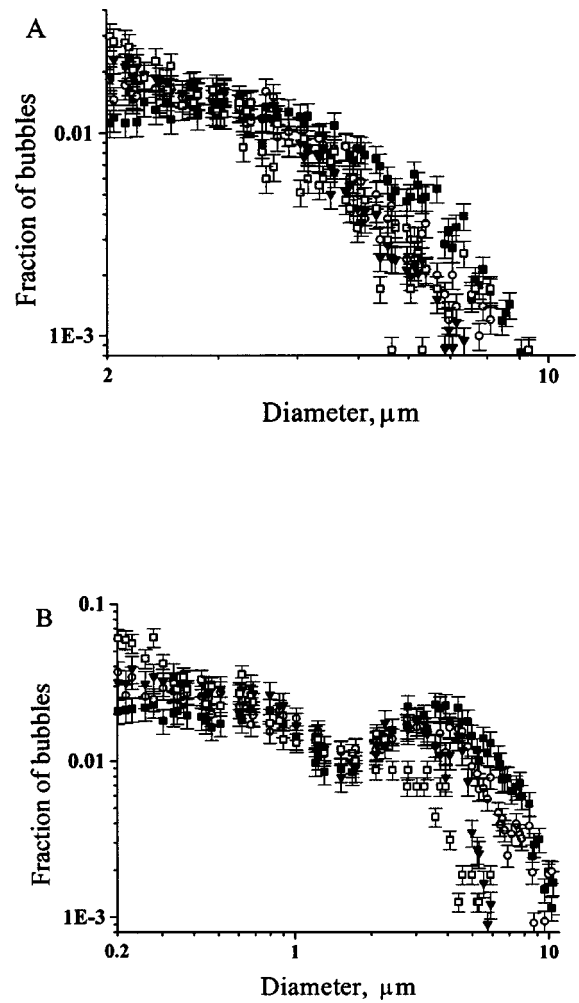 A
Fraction of bubbles
0.01
1E-3
2
10
Diameter, μm
B
Fraction of bubbles
0.1
0.01
1E-3
0.2
1
10
Diameter, μm